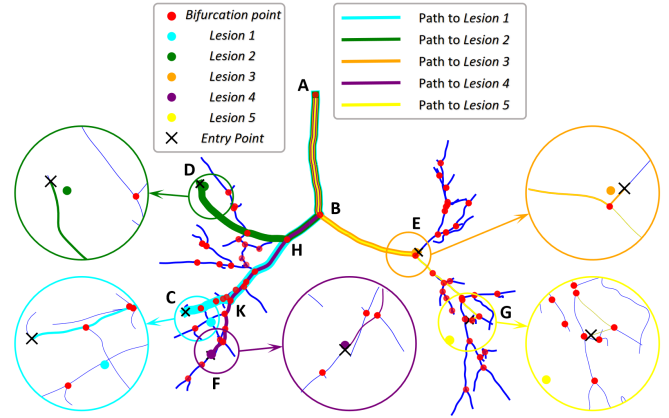 Bifurcation point
Lesion 1
Lesion 2
Lesion 3
Lesion 4
Lesion 5
Entry Point
Path to Lesion 1
Path to Lesion 2
Path to Lesion 3
Path to Lesion 4
Path to Lesion 5
A
D
B
E
H
C
K
G
F